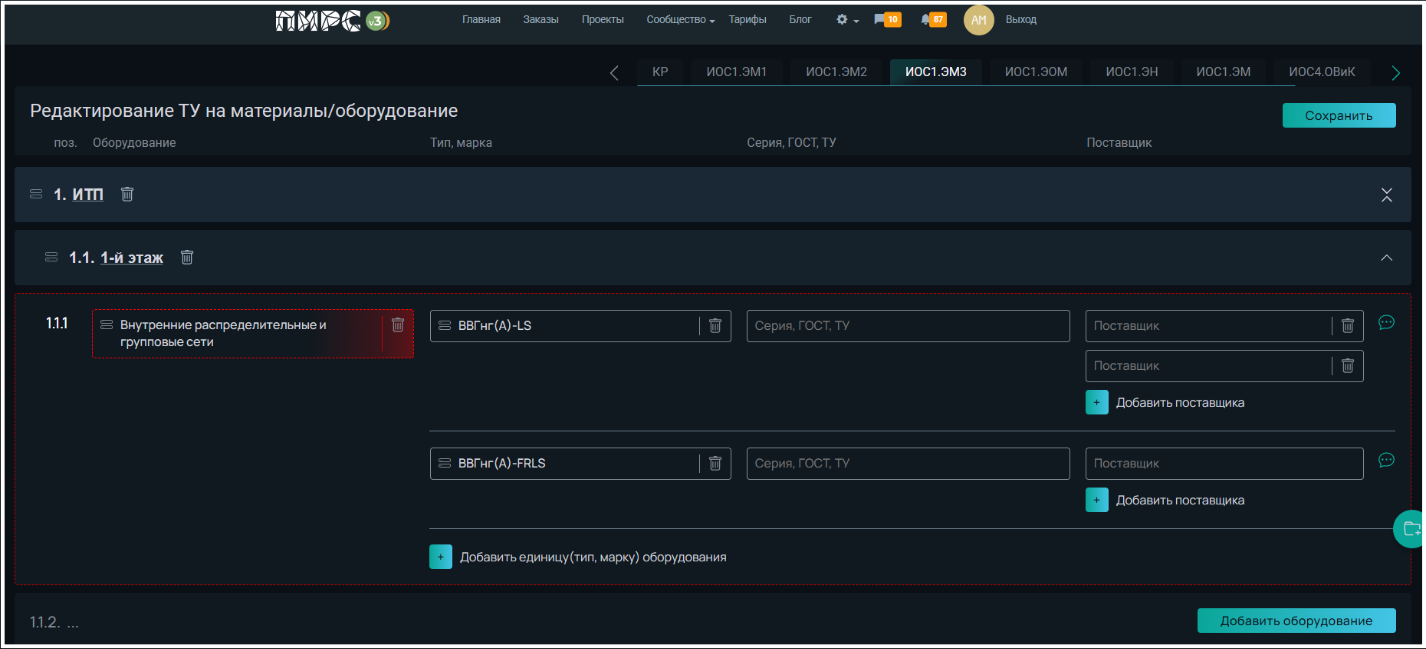 ПИРС v3
Главная Заказы Проекты Сообщество Тарифы Блог 10 87 АМ Выход
КР ИОС1.ЭМ1 ИОС1.ЭМ2 ИОС1.ЭМ3 ИОС1.ЭОМ ИОС1.ЭН ИОС1.ЭМ ИОС4.ОВиК
Редактирование ТУ на материалы/оборудование
Сохранить
поз. Оборудование Тип, марка Серия, ГОСТ, ТУ Поставщик
1. ИТП
1.1. 1-й этаж
1.1.1 Внутренние распределительные и групповые сети ВВГнг(А)-LS Серия, ГОСТ, ТУ Поставщик
Поставщик
+ Добавить поставщика
ВВГнг(А)-FRLS Серия, ГОСТ, ТУ Поставщик
+ Добавить поставщика
+ Добавить единицу(тип, марку) оборудования
1.1.2. ...
Добавить оборудование